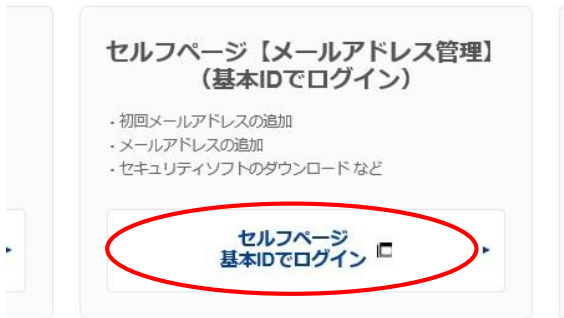 セルフページ【メールアドレス管理】
（基本IDでログイン）
・初回メールアドレスの追加
・メールアドレスの追加
・セキュリティソフトのダウンロード など
セルフページ
基本IDでログイン